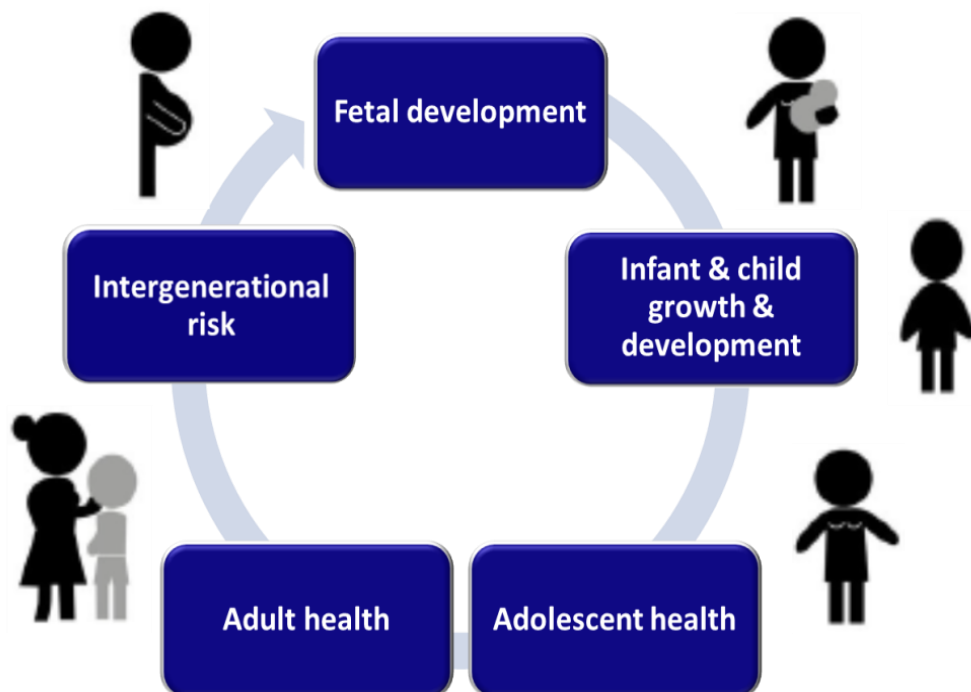 Fetal development
Infant & child
growth &
development
Adolescent health
Adult health
Intergenerational
risk